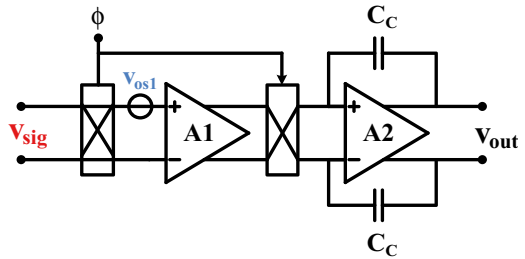 ϕ
C_C
v_os1
+
+
v_sig
A1
A2
v_out
−
−
C_C